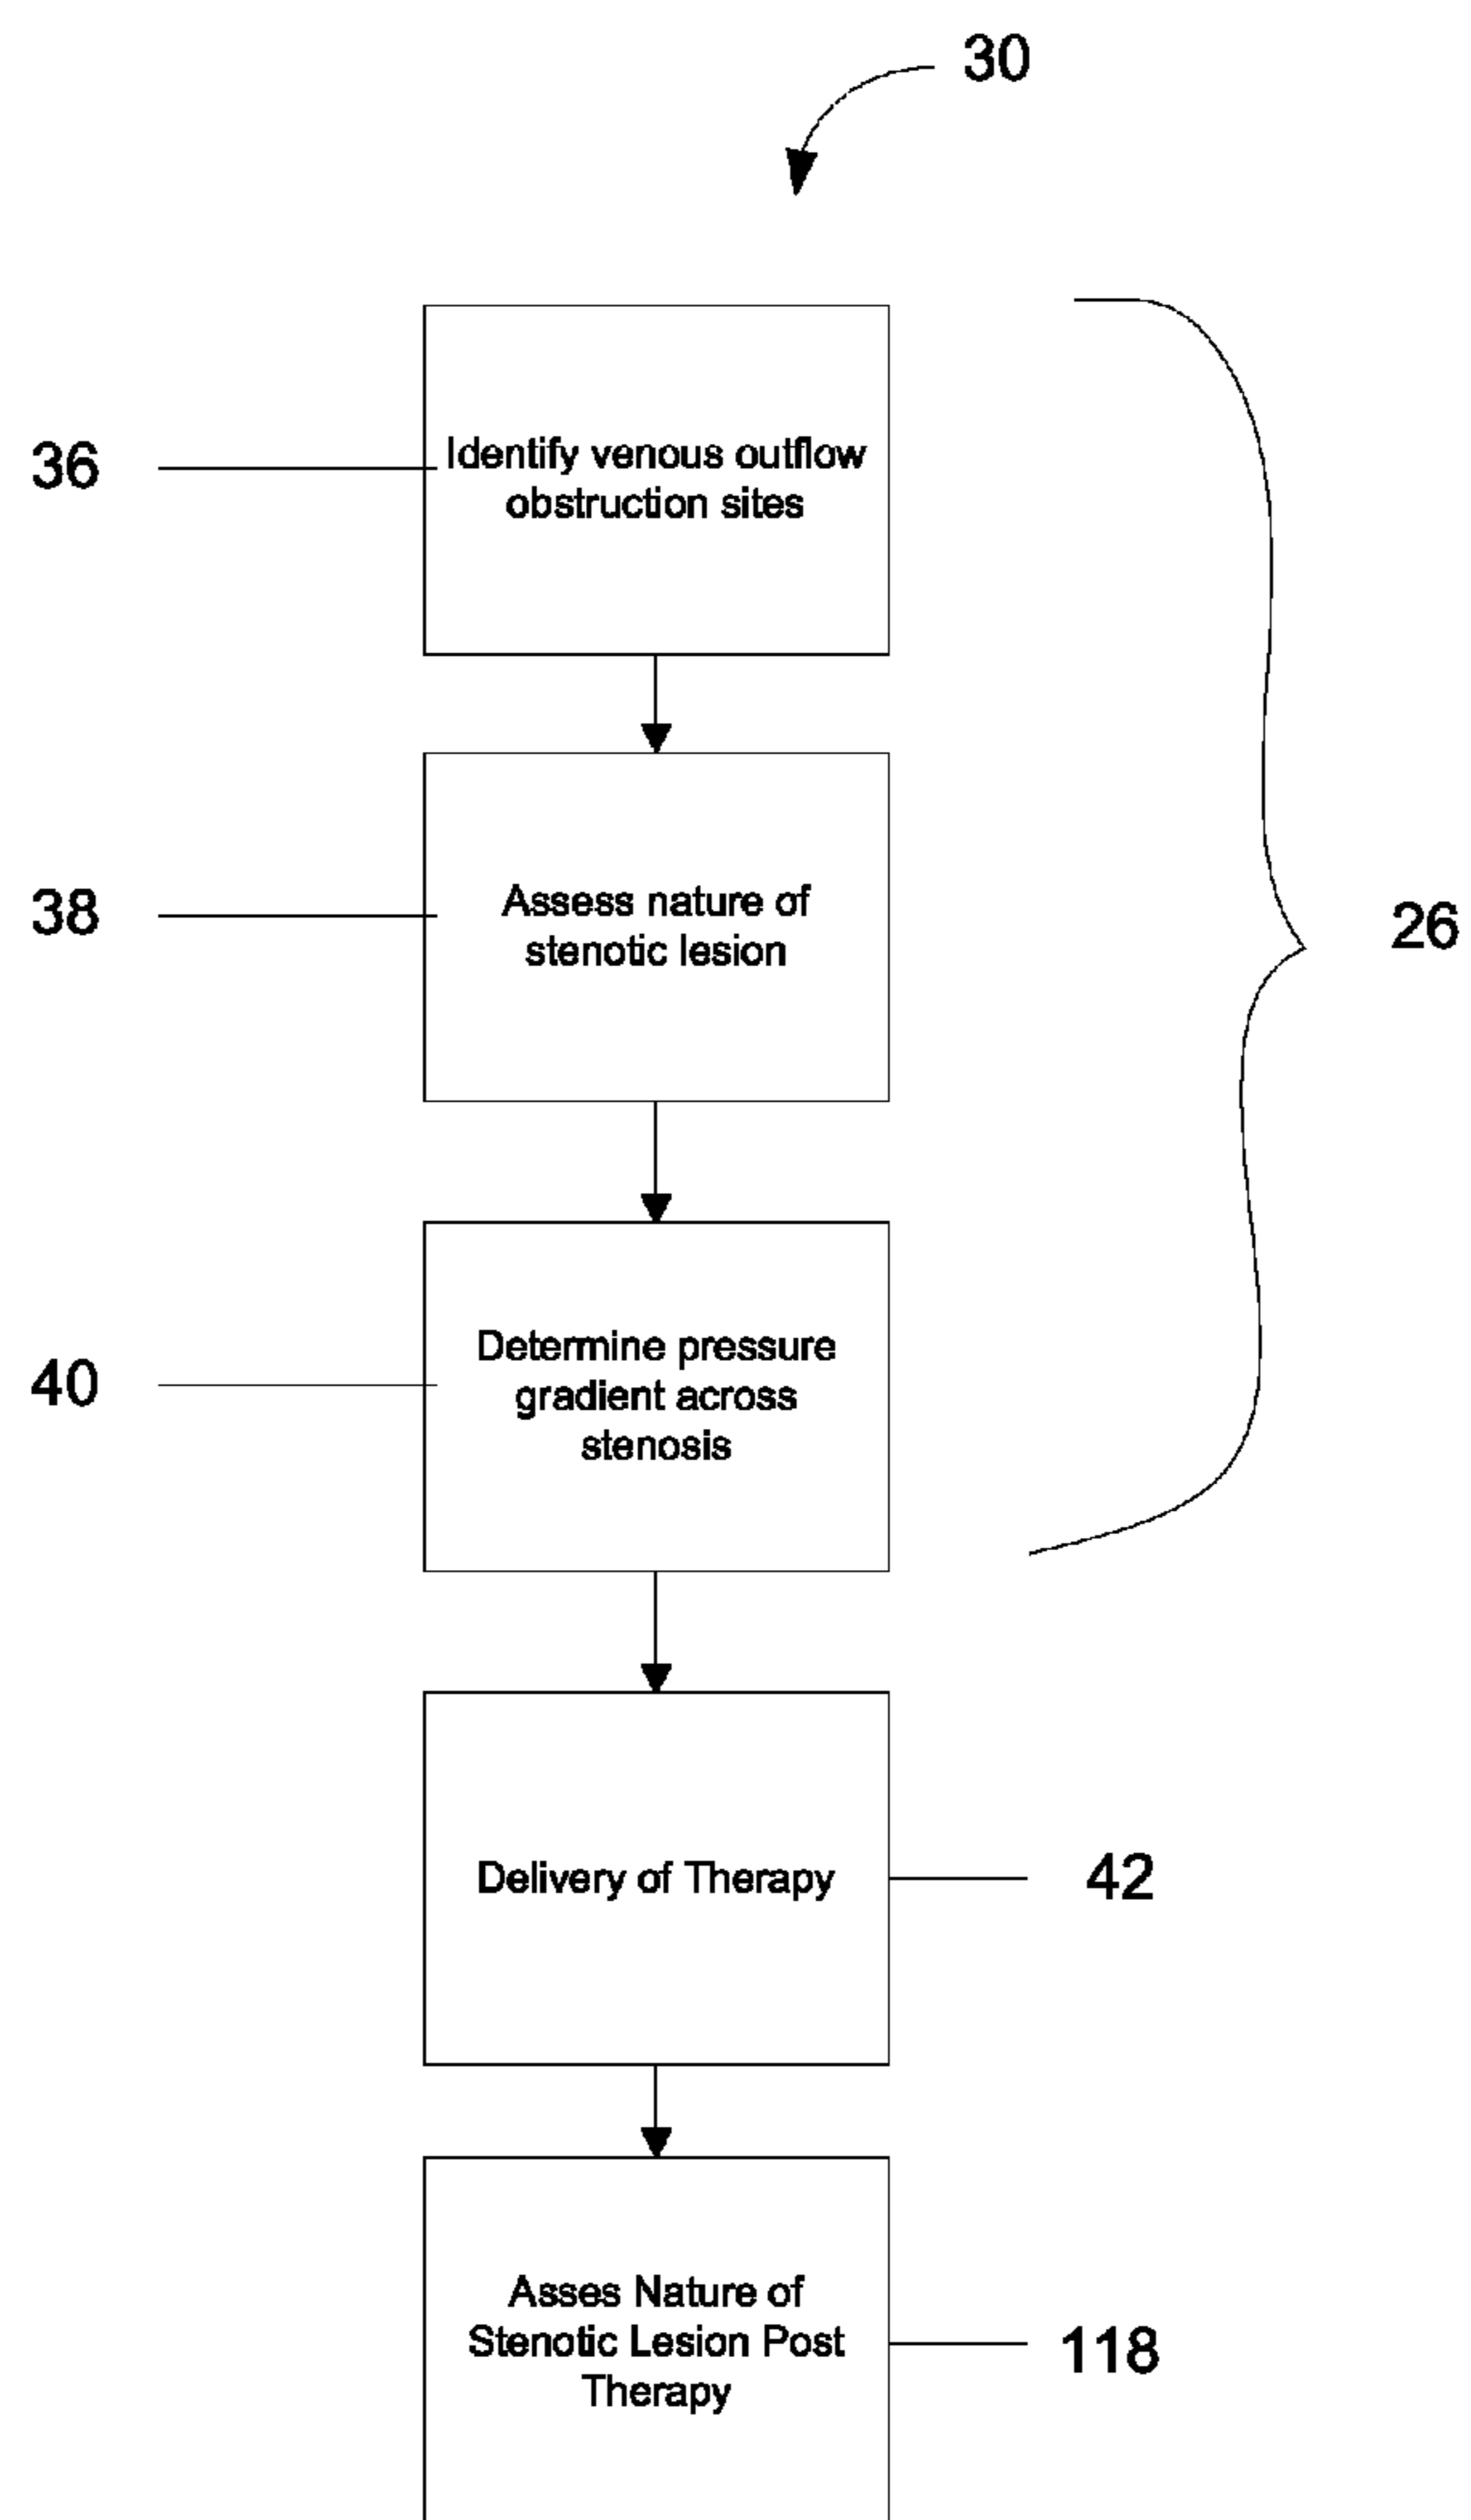 30
36
Identify venous outflow
obstruction sites
38
Assess nature of
stenotic lesion
26
40
Determine pressure
gradient across
stenosis
Delivery of Therapy
42
Asses Nature of
Stenotic Lesion Post
Therapy
118